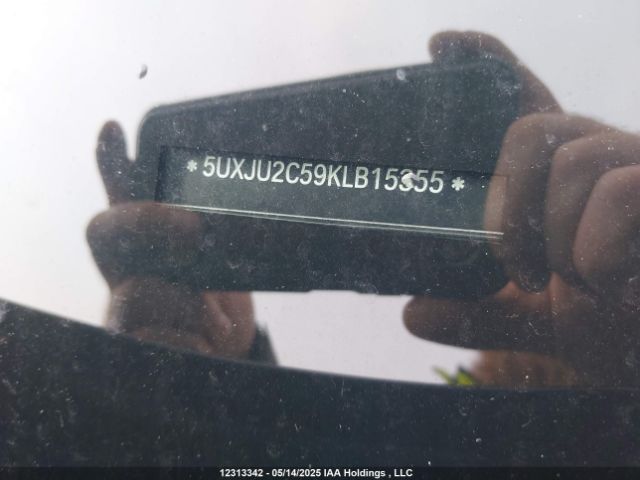 *5UXJU2C59KLB15355*
12313342 - 05/14/2025 IAA Holdings , LLC